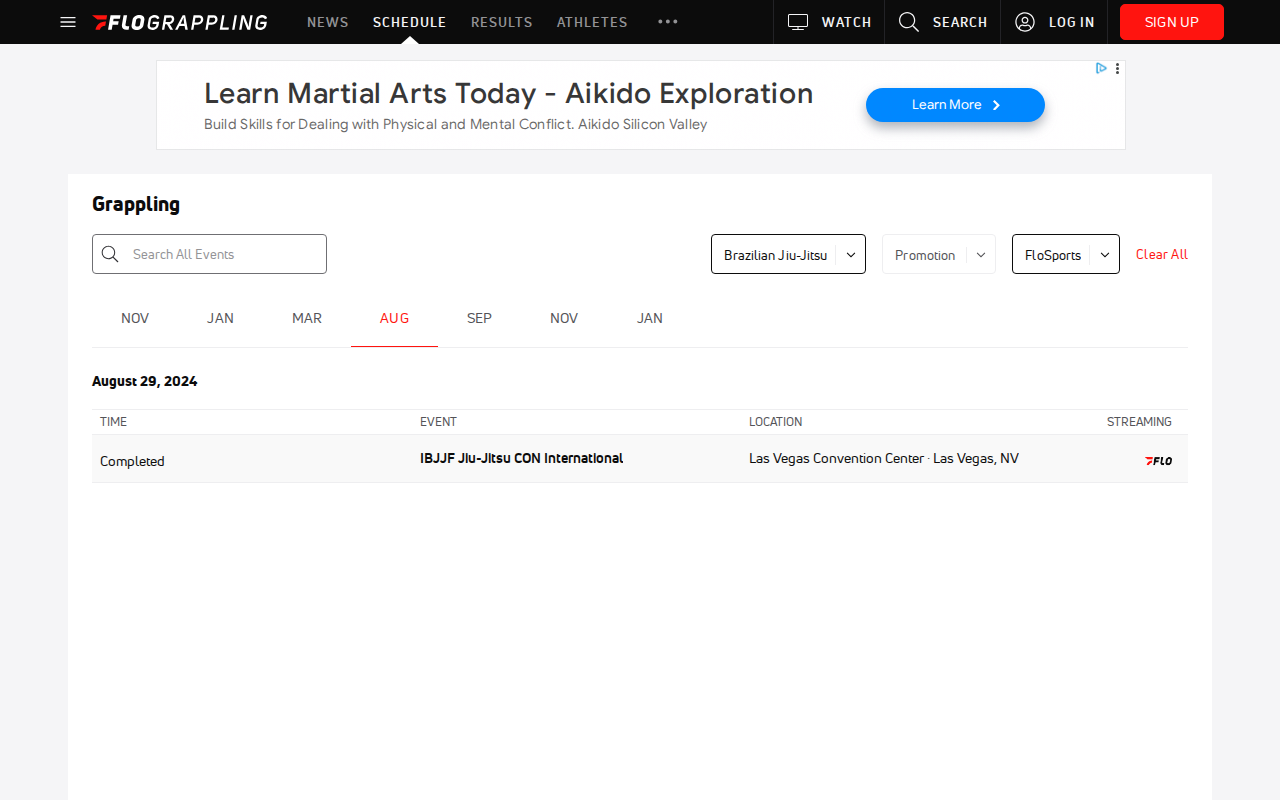 FLOGRAPPLING NEWS SCHEDULE RESULTS ATHLETES WATCH SEARCH LOG IN SIGN UP
Learn Martial Arts Today - Aikido Exploration
Build Skills for Dealing with Physical and Mental Conflict. Aikido Silicon Valley
Learn More
Grappling
Search All Events Brazilian Jiu-Jitsu Promotion FloSports Clear All
NOV JAN MAR AUG SEP NOV JAN
August 29, 2024
TIME EVENT LOCATION STREAMING
Completed IBJJF Jiu-Jitsu CON International Las Vegas Convention Center · Las Vegas, NV FLO